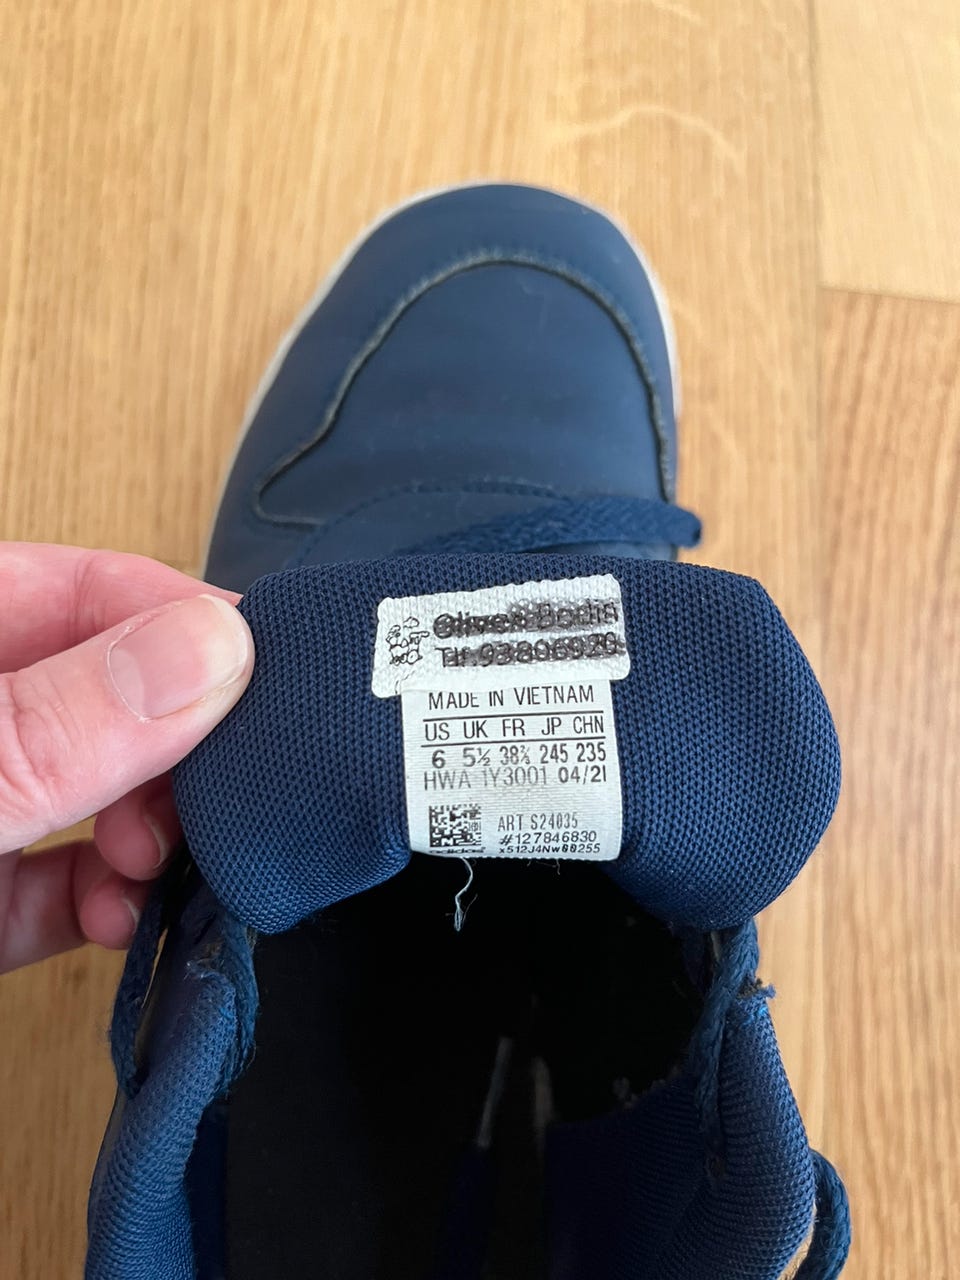 MADE IN VIETNAM
US UK FR JP CHN
6 5½ 38⅔ 245 235
HWA 1Y3001 04/21
ART S24035
#127846830
adidas